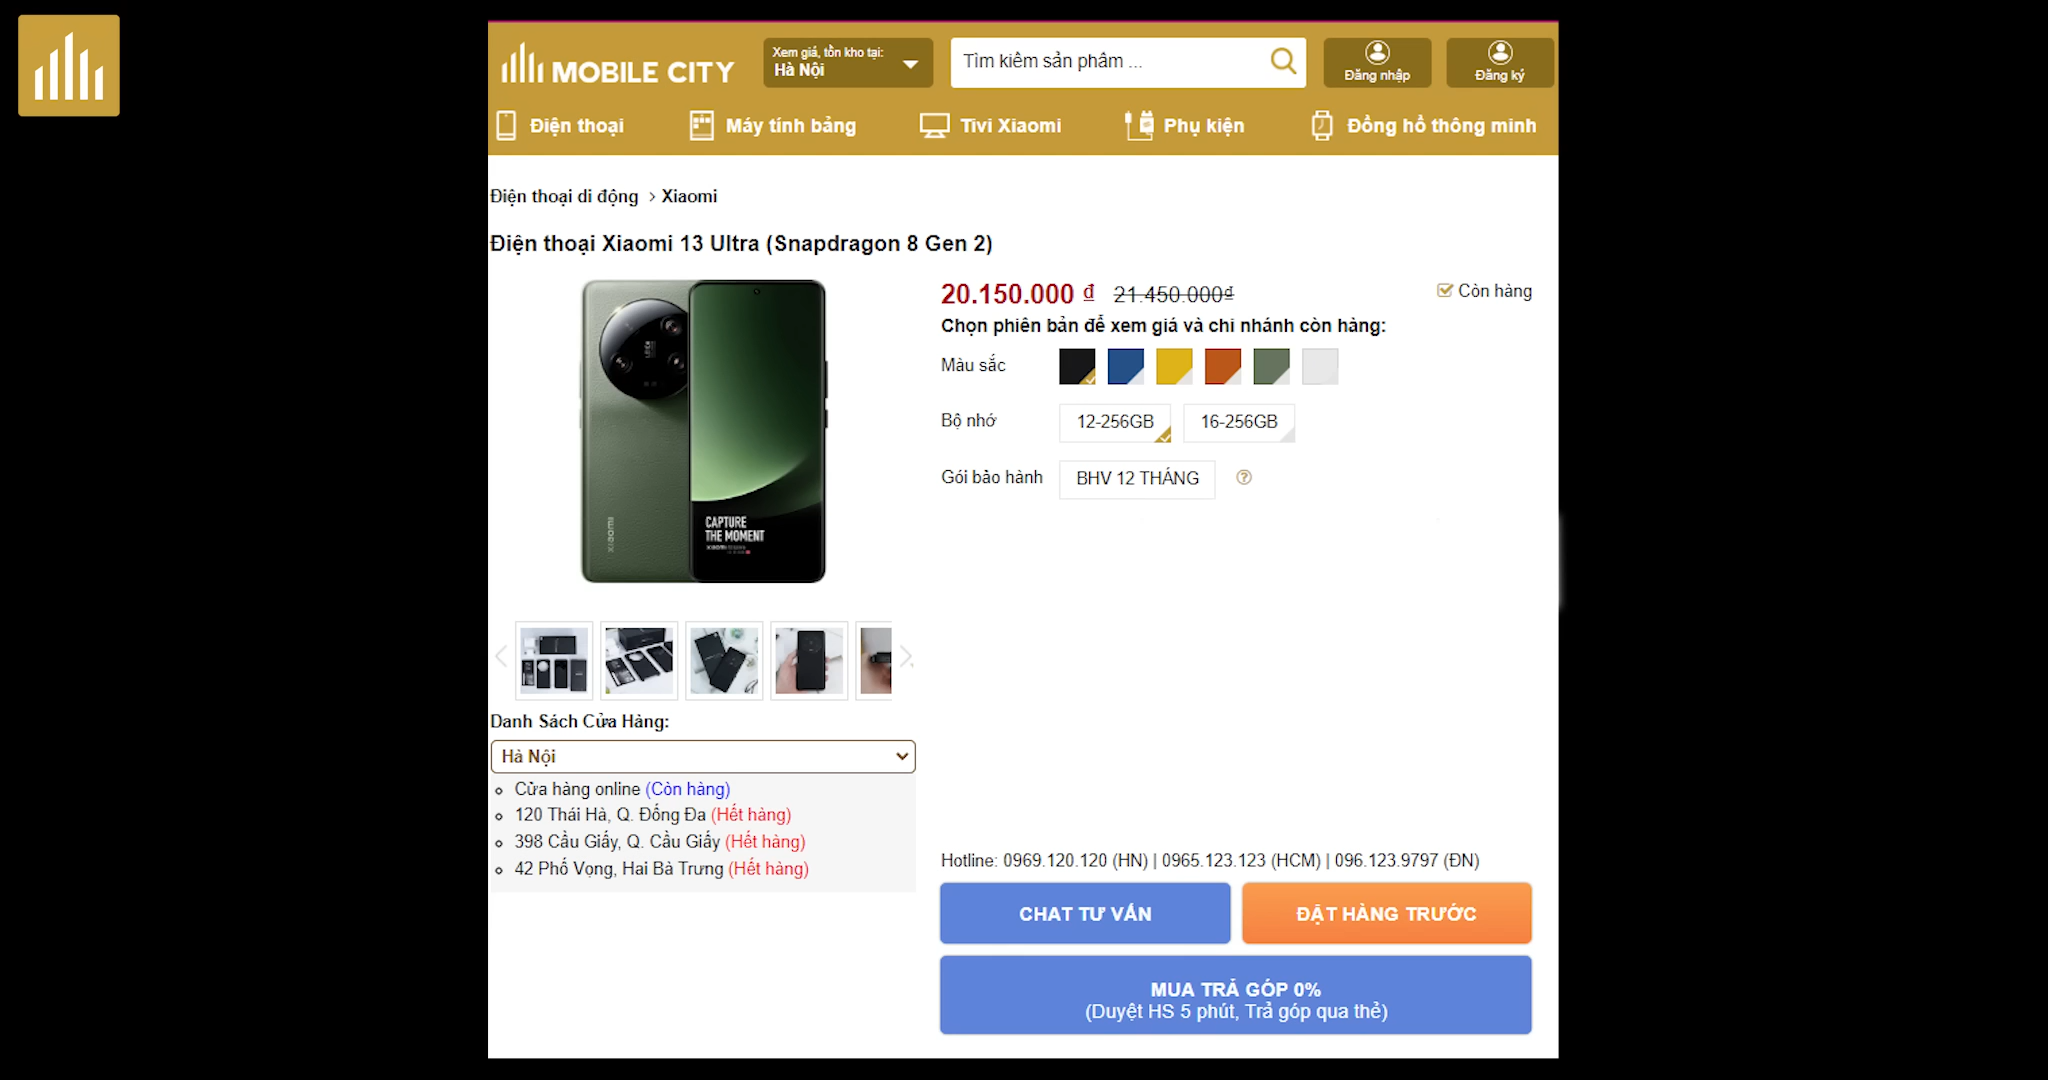 MOBILE CITY
Xem giá, tồn kho tại:
Hà Nội
Tìm kiếm sản phẩm ...
Đăng nhập
Đăng ký
Điện thoại
Máy tính bảng
Tivi Xiaomi
Phụ kiện
Đồng hồ thông minh
Điện thoại di động > Xiaomi
Điện thoại Xiaomi 13 Ultra (Snapdragon 8 Gen 2)
CAPTURE
THE MOMENT
xiaomi
20.150.000 ₫ 21.450.000₫
Còn hàng
Chọn phiên bản để xem giá và chi nhánh còn hàng:
Màu sắc
Bộ nhớ
12-256GB
16-256GB
Gói bảo hành
BHV 12 THÁNG
?
Danh Sách Cửa Hàng:
Hà Nội
Cửa hàng online (Còn hàng)
120 Thái Hà, Q. Đống Đa (Hết hàng)
398 Cầu Giấy, Q. Cầu Giấy (Hết hàng)
42 Phố Vọng, Hai Bà Trưng (Hết hàng)
Hotline: 0969.120.120 (HN) | 0965.123.123 (HCM) | 096.123.9797 (ĐN)
CHAT TƯ VẤN
ĐẶT HÀNG TRƯỚC
MUA TRẢ GÓP 0%
(Duyệt HS 5 phút, Trả góp qua thẻ)